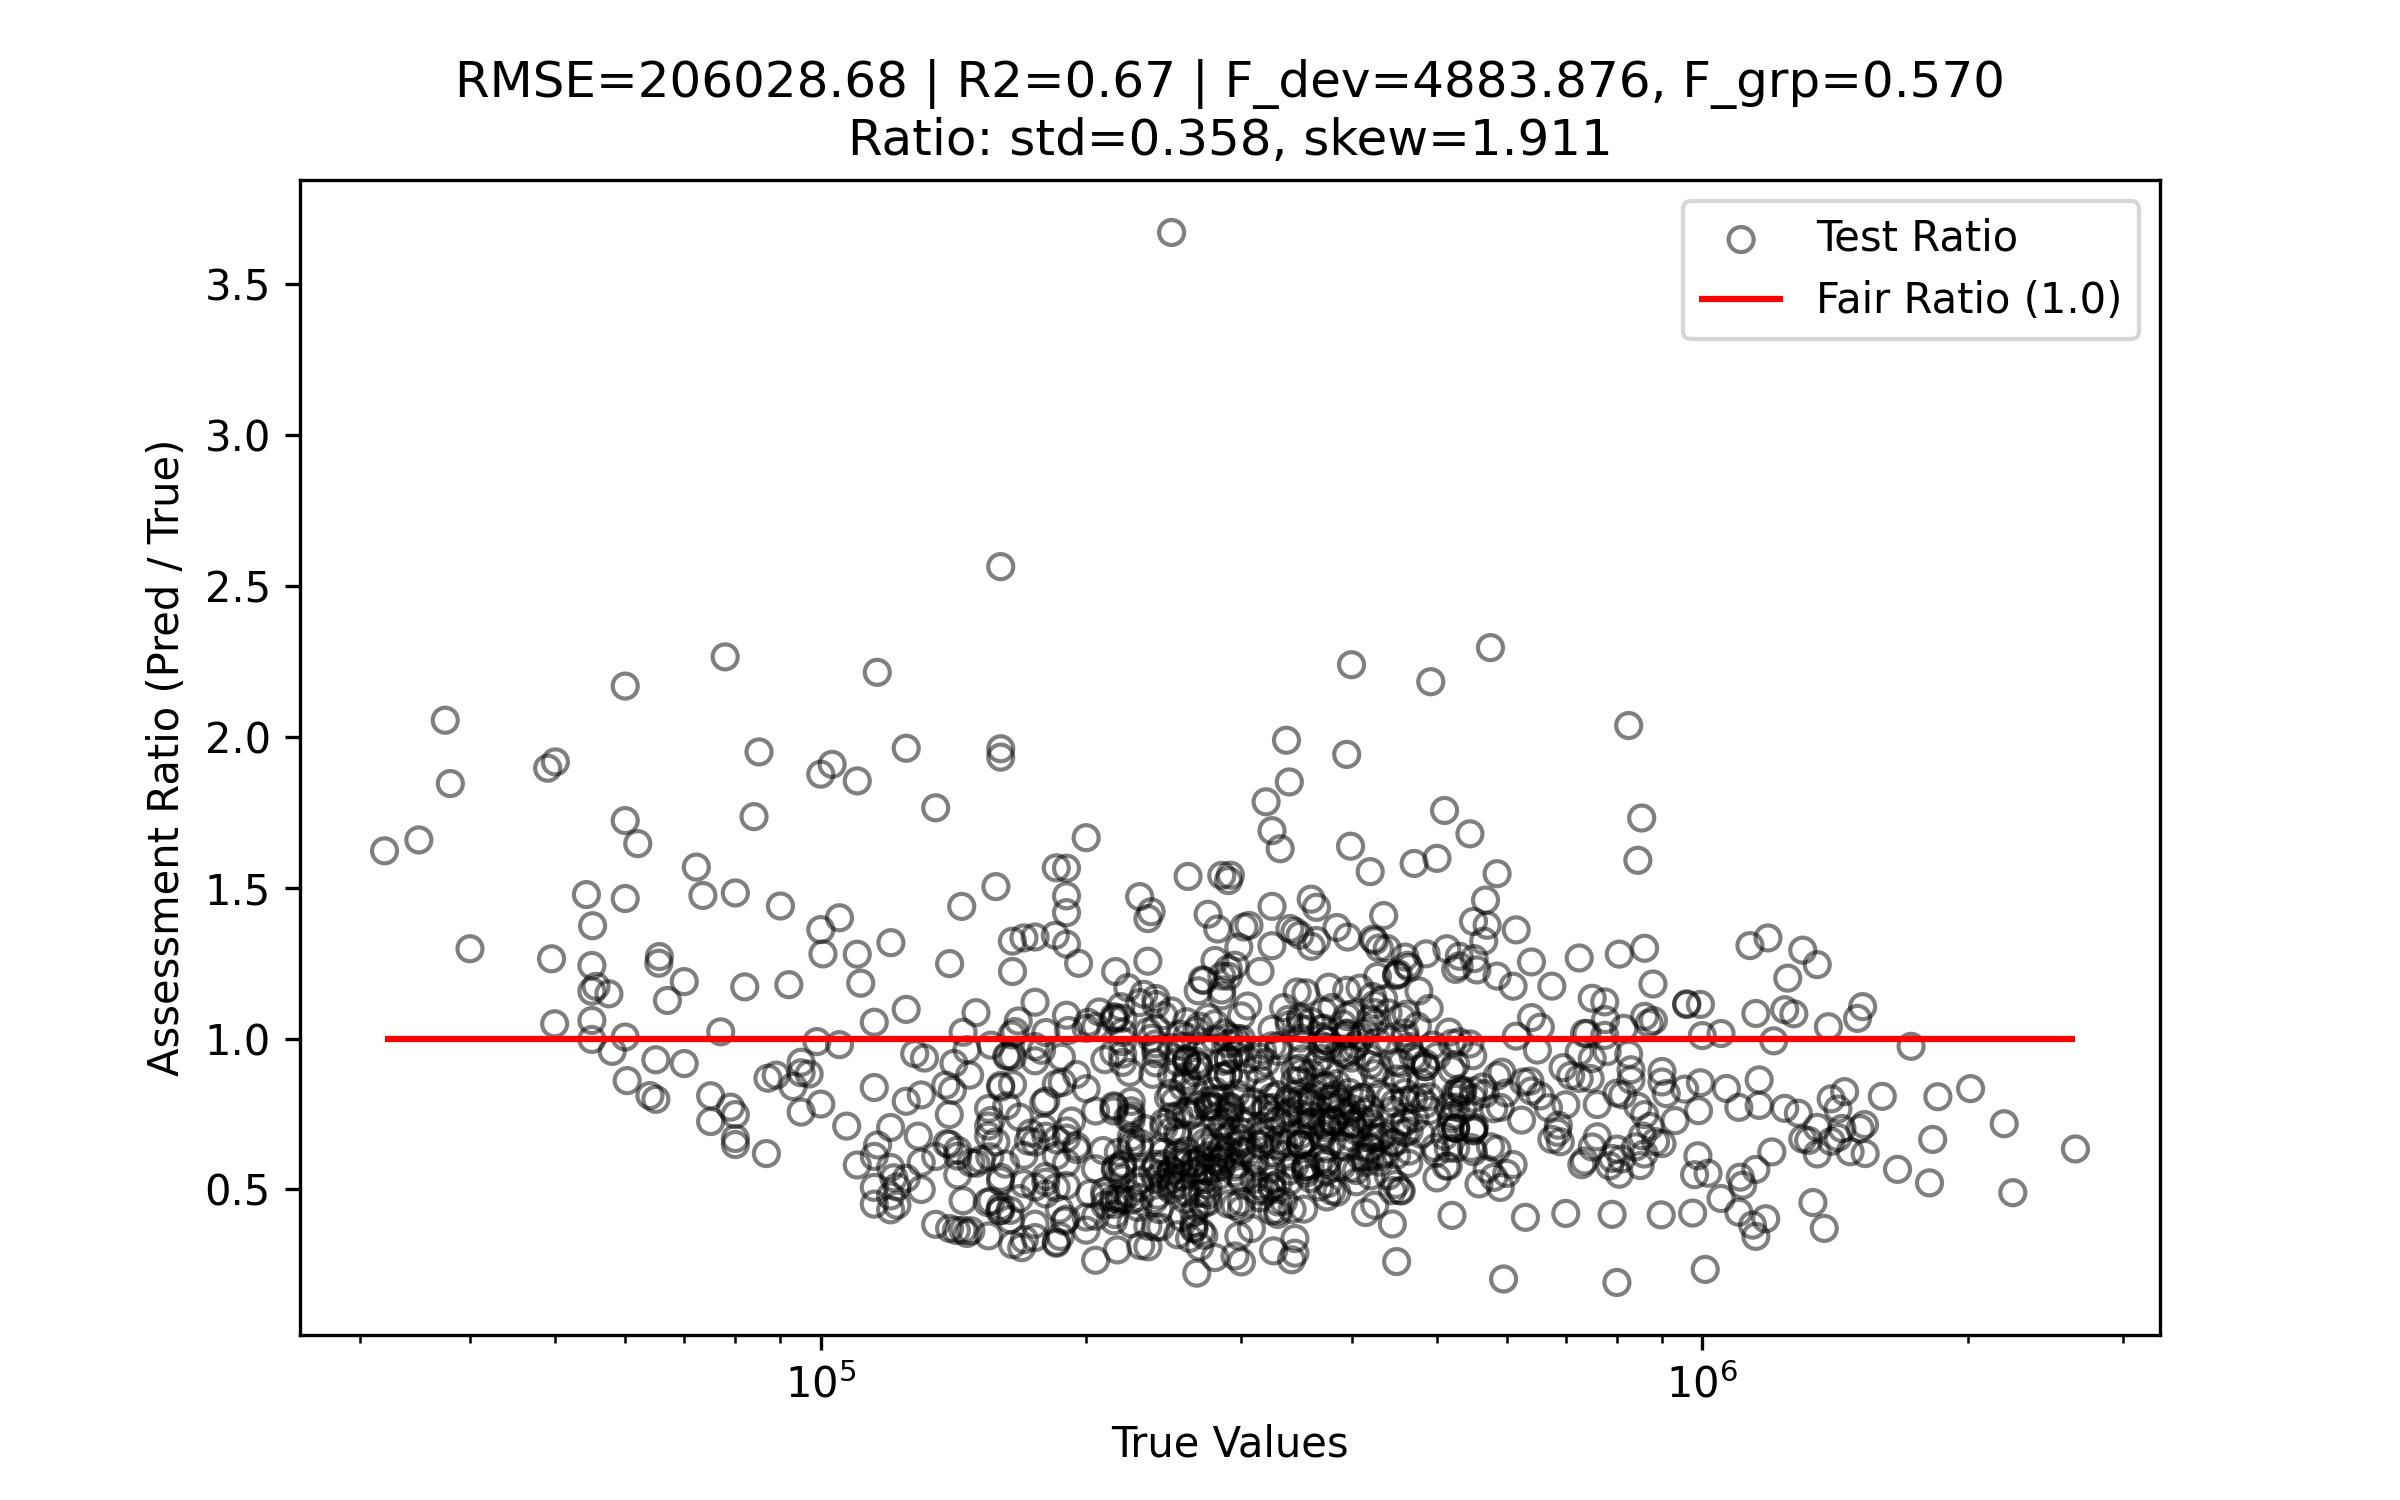 RMSE=206028.68 | R2=0.67 | F_dev=4883.876, F_grp=0.570
Ratio: std=0.358, skew=1.911
Test Ratio
Fair Ratio (1.0)
Assessment Ratio (Pred / True)
3.5
3.0
2.5
2.0
1.5
1.0
0.5
10⁵
10⁶
True Values